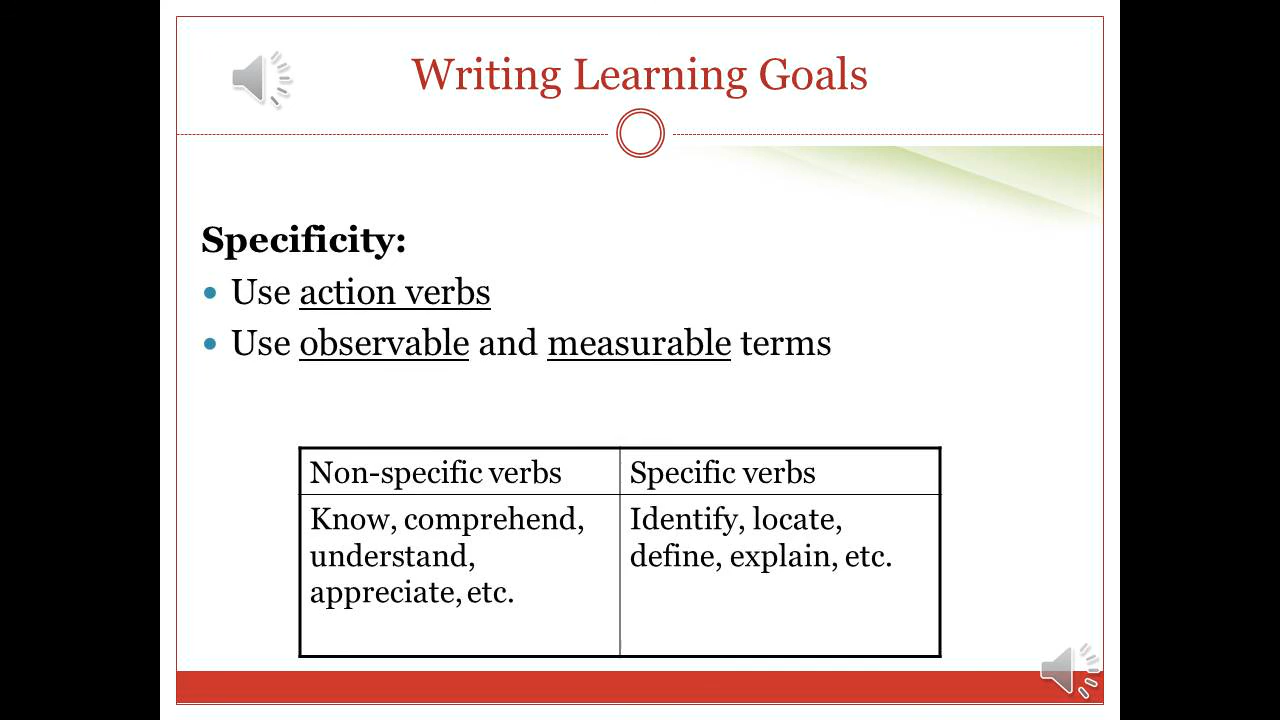 Writing Learning Goals
Specificity:
Use action verbs
Use observable and measurable terms
Non-specific verbs
Specific verbs
Know, comprehend,
understand,
appreciate, etc.
Identify, locate,
define, explain, etc.